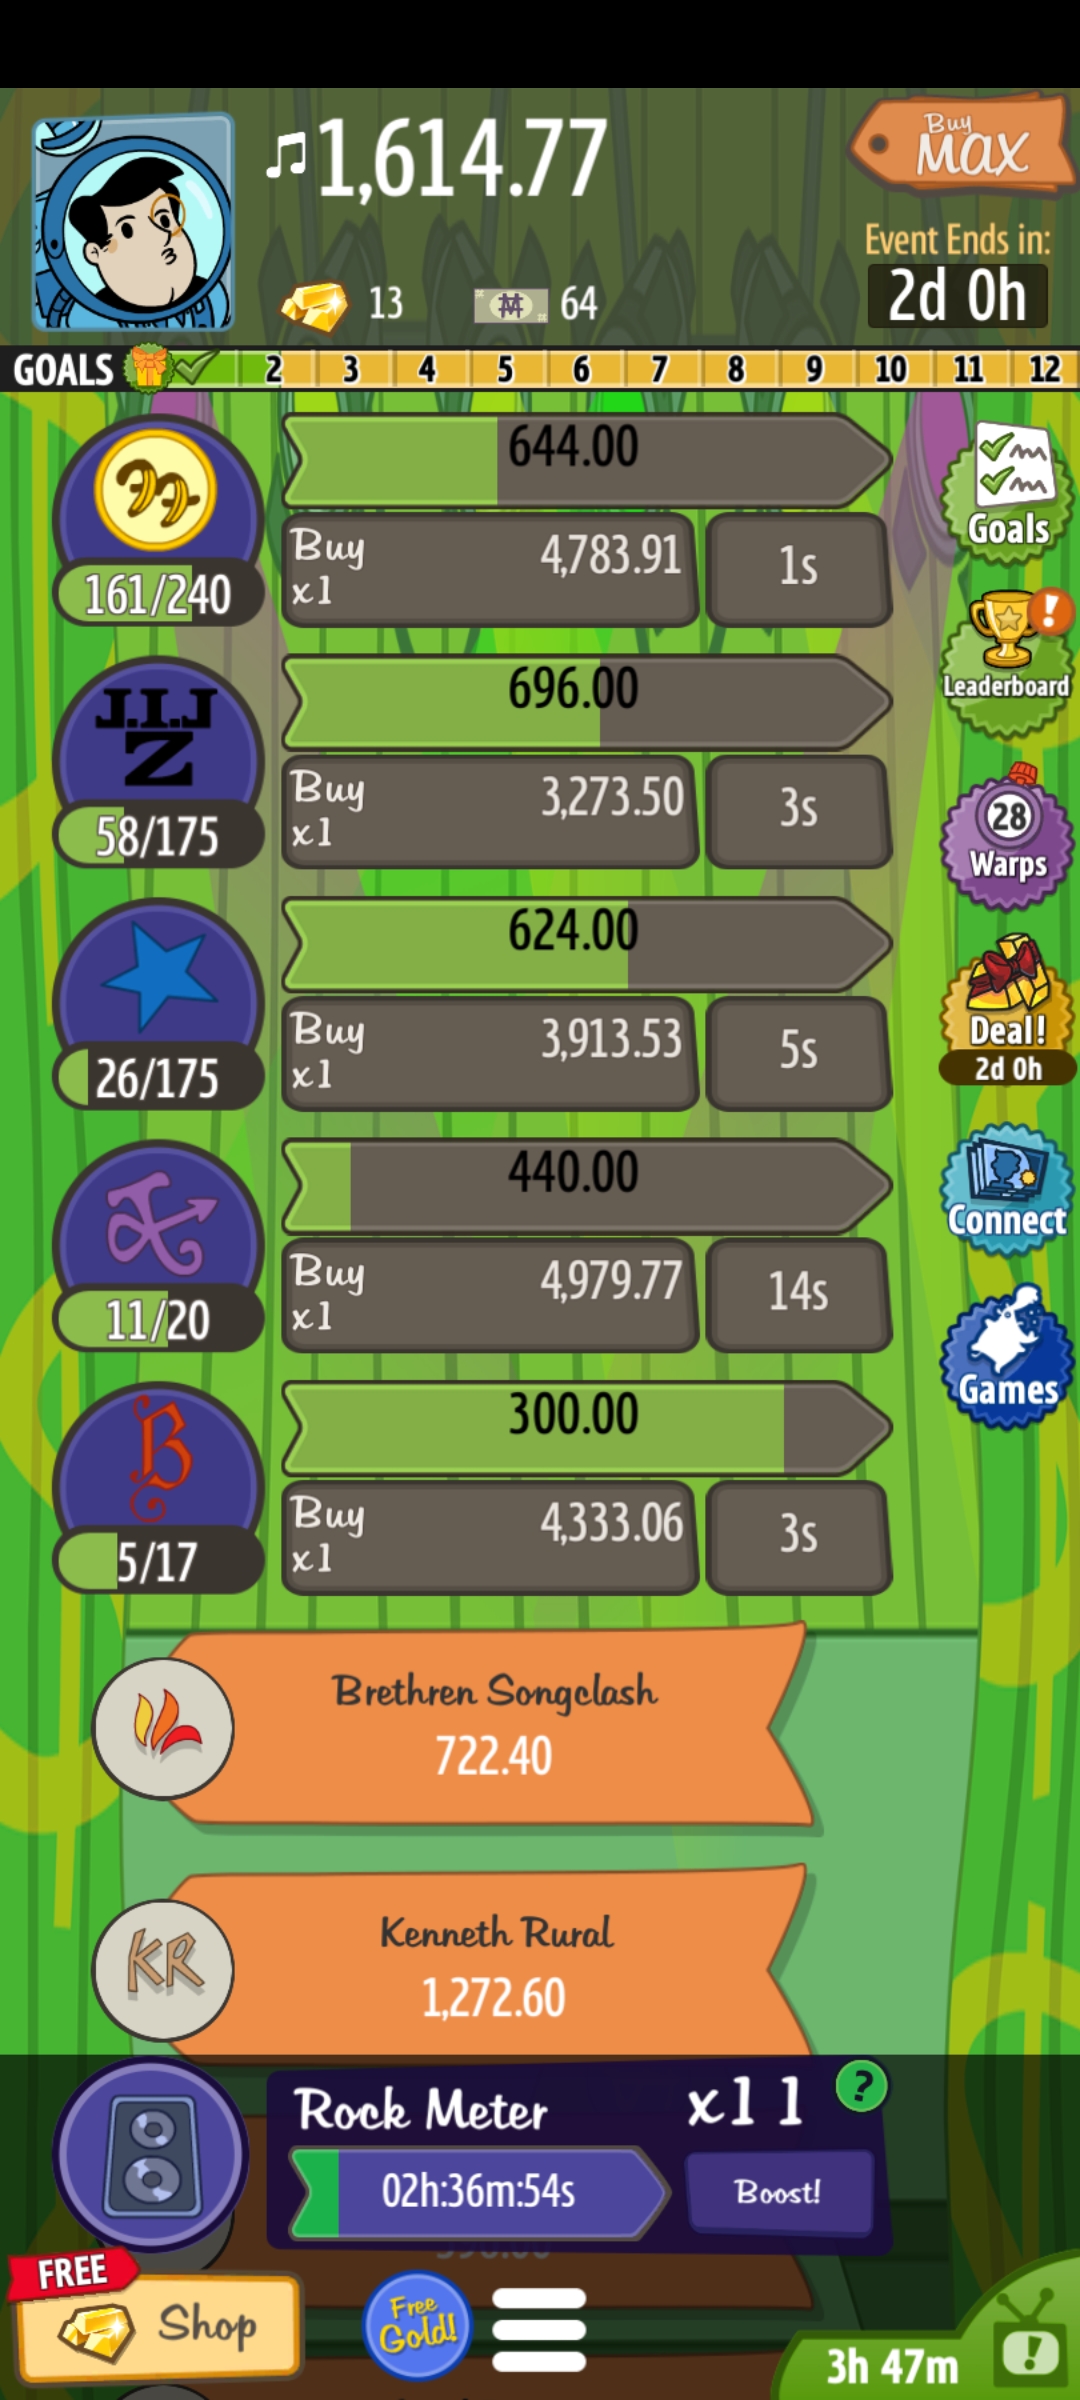 ♫1,614.77
Buy
MAX
Event Ends in:
2d 0h
13
64
GOALS 2 3 4 5 6 7 8 9 10 11 12
644.00
161/240
Buy
x1
4,783.91
1s
Goals
J.I.J
Z
696.00
58/175
Buy
x1
3,273.50
3s
Leaderboard
28
Warps
624.00
26/175
Buy
x1
3,913.53
5s
Deal!
2d 0h
440.00
11/20
Buy
x1
4,979.77
14s
Connect
B
300.00
5/17
Buy
x1
4,333.06
3s
Games
Brethren Songclash
722.40
KR
Kenneth Rural
1,272.60
Rock Meter
x11
?
02h:36m:54s
Boost!
FREE
Shop
Free
Gold!
3h 47m